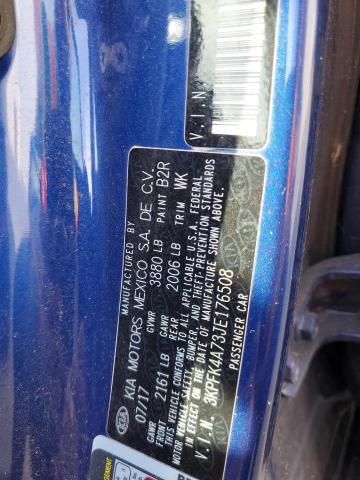 MANUFACTURED BY
KIA MOTORS MEXICO S.A. DE C.V.
07/17 GVWR 3880 LB PAINT B2R
GAWR FRONT 2161 LB GAWR REAR 2006 LB TRIM WK
THIS VEHICLE CONFORMS TO ALL APPLICABLE U.S.A. FEDERAL
MOTOR VEHICLE SAFETY, BUMPER, AND THEFT-PREVENTION STANDARDS
IN EFFECT ON THE DATE OF MANUFACTURE SHOWN ABOVE.
V.I.N. 3KPFK4A73JE176508
PASSENGER CAR
KIA
V.I.N